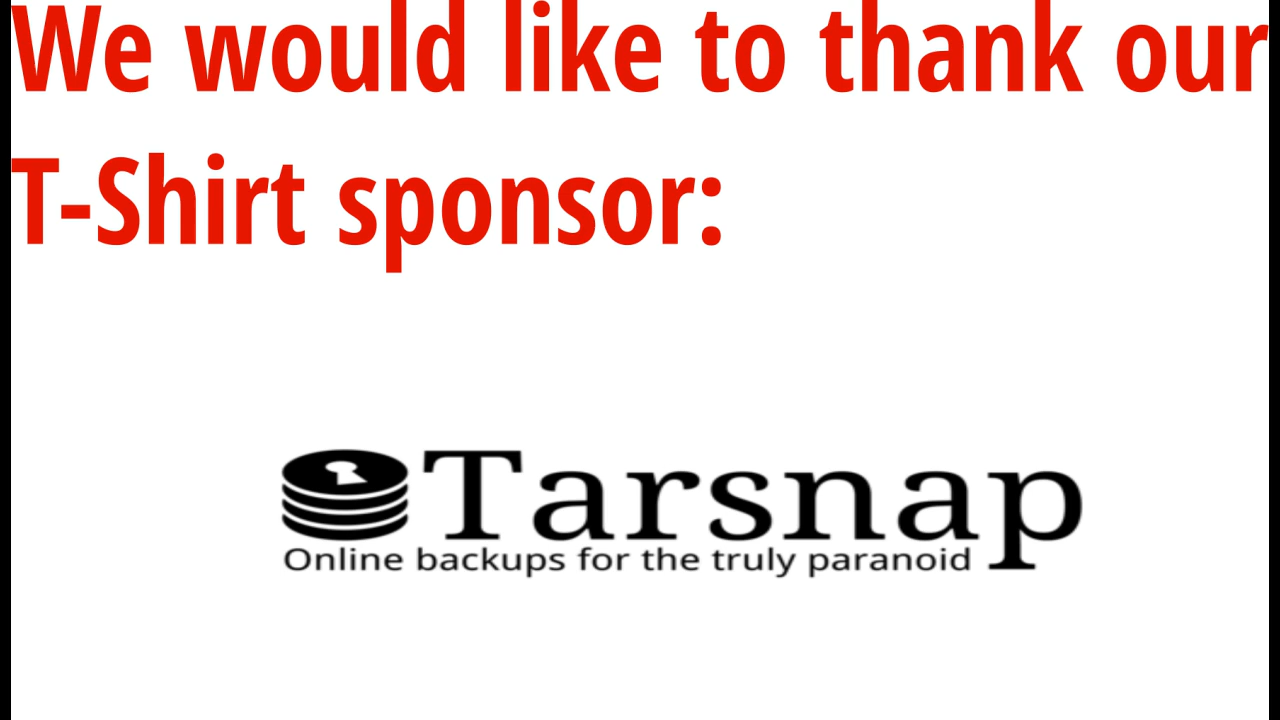 We would like to thank our
T-Shirt sponsor:
Tarsnap
Online backups for the truly paranoid